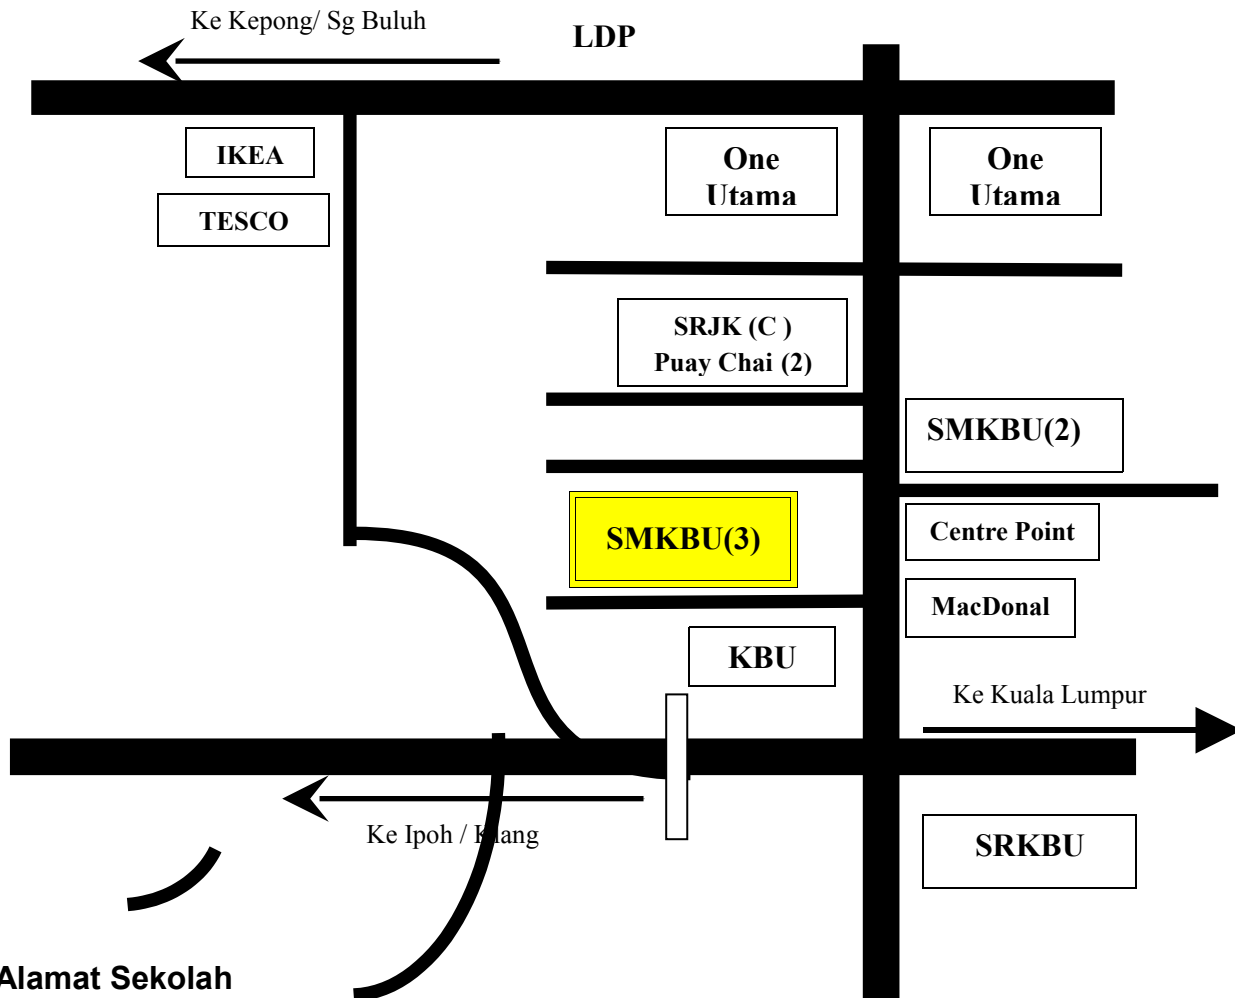 Ke Kepong/ Sg Buluh
LDP
IKEA
TESCO
One
Utama
One
Utama
SRJK (C )
Puay Chai (2)
SMKBU(2)
SMKBU(3)
Centre Point
MacDonal
KBU
Ke Kuala Lumpur
Ke Ipoh / Klang
SRKBU
Alamat Sekolah